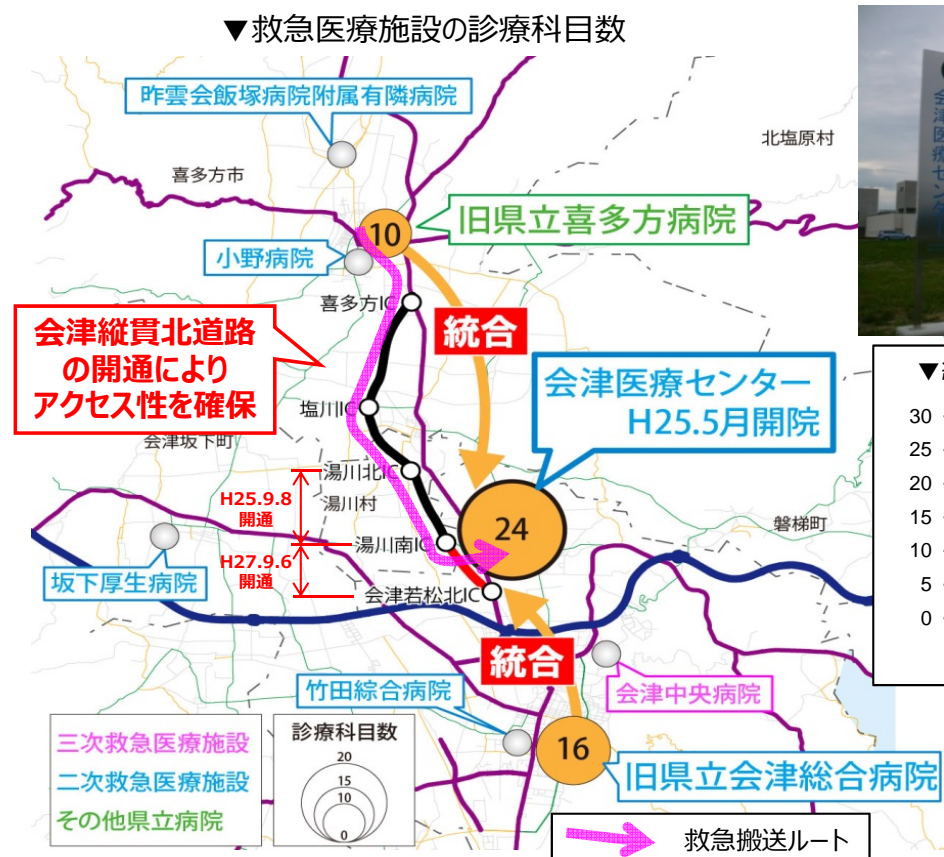 ▼救急医療施設の診療科目数
昨雲会飯塚病院附属有隣病院
北塩原村
喜多方市
10
旧県立喜多方病院
小野病院
喜多方IC
統合
会津縦貫北道路
の開通により
アクセス性を確保
会津医療センター
H25.5月開院
塩川IC
会津坂下町
湯川北IC
H25.9.8
開通
湯川村
24
磐梯町
湯川南IC
H27.9.6
開通
坂下厚生病院
会津若松北IC
統合
竹田綜合病院
会津中央病院
16
旧県立会津総合病院
三次救急医療施設
二次救急医療施設
その他県立病院
診療科目数
20
15
10
0
救急搬送ルート
会津医療センター
▼
30
25
20
15
10
5
0